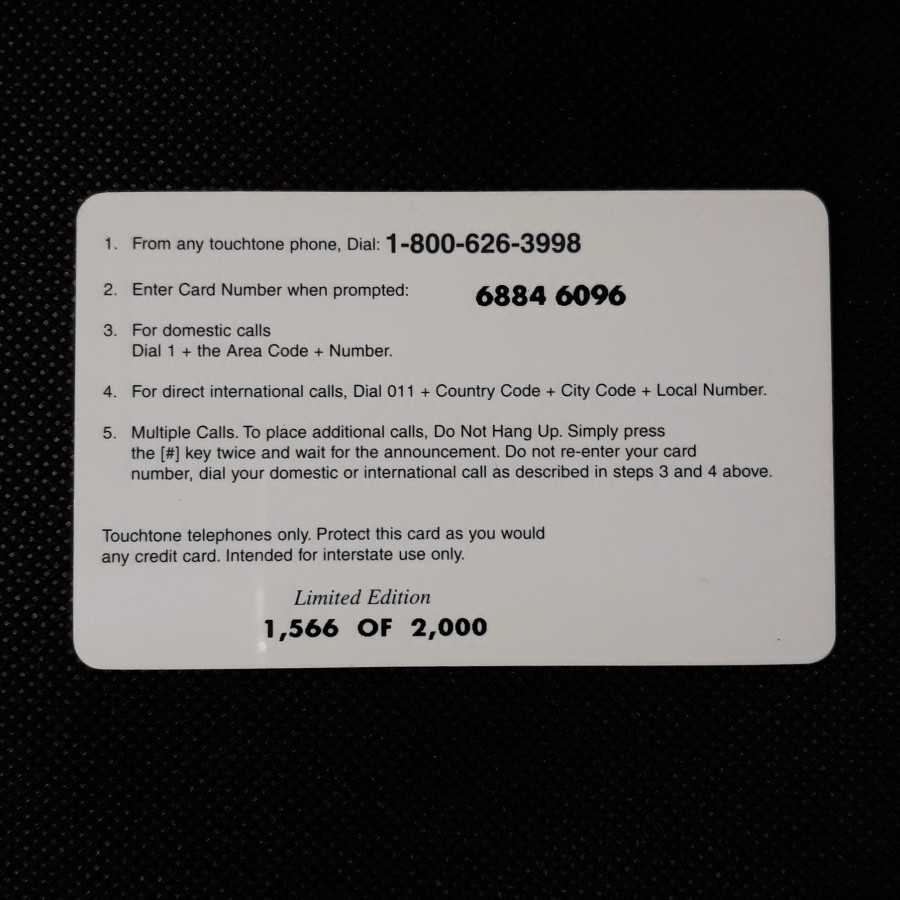 1. From any touchtone phone, Dial: 1-800-626-3998
2. Enter Card Number when prompted: 6884 6096
3. For domestic calls
Dial 1 + the Area Code + Number.
4. For direct international calls, Dial 011 + Country Code + City Code + Local Number.
5. Multiple Calls. To place additional calls, Do Not Hang Up. Simply press
the [#] key twice and wait for the announcement. Do not re-enter your card
number, dial your domestic or international call as described in steps 3 and 4 above.
Touchtone telephones only. Protect this card as you would
any credit card. Intended for interstate use only.
Limited Edition
1,566 OF 2,000